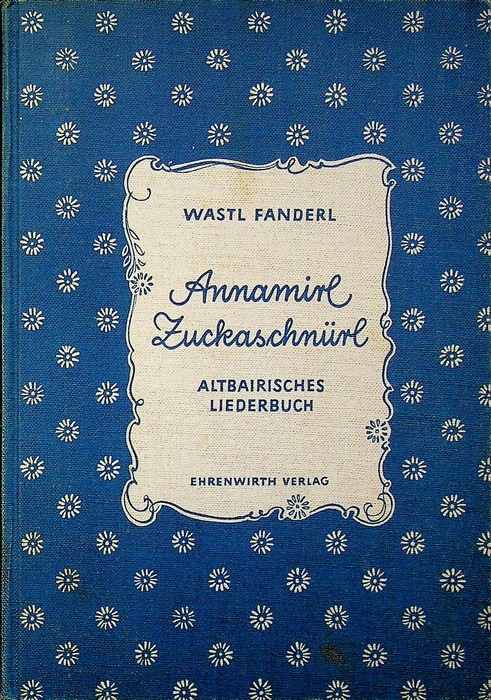 WASTL FANDERL
Annamirl
Zuckaschnürl
ALTBAIRISCHES
LIEDERBUCH
EHRENWIRTH VERLAG